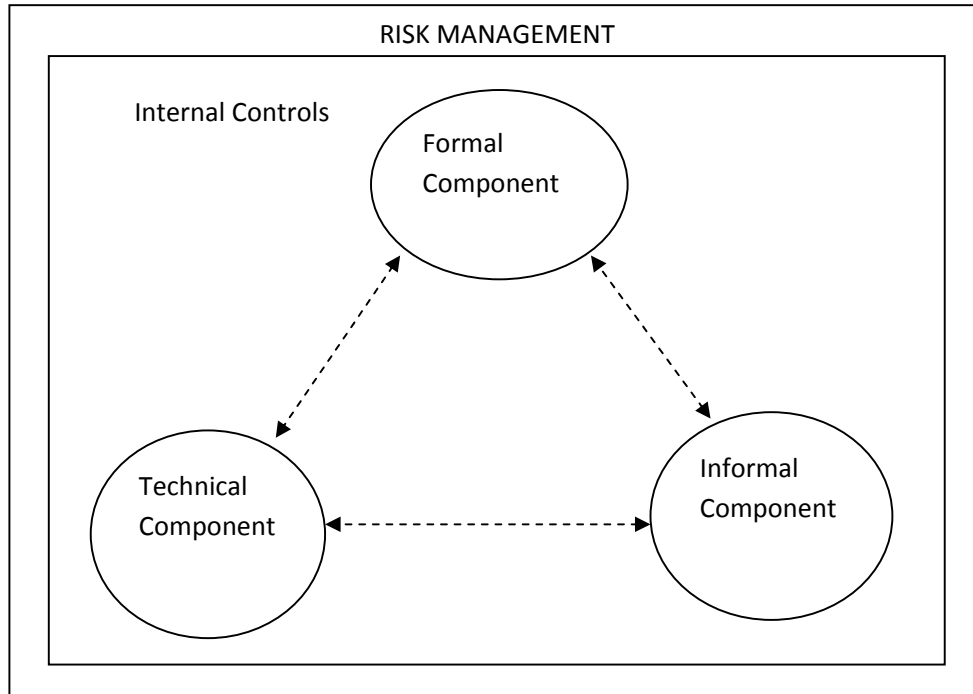 RISK MANAGEMENT
Internal Controls
Formal
Component
Technical
Component
Informal
Component